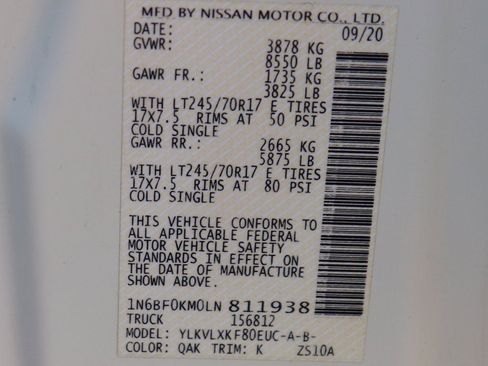 MFD BY NISSAN MOTOR CO., LTD.
DATE: 09/20
GVWR: 3878 KG
8550 LB
GAWR FR.: 1735 KG
3825 LB
WITH LT245/70R17 E TIRES
17X7.5 RIMS AT 50 PSI
COLD SINGLE
GAWR RR.: 2665 KG
5875 LB
WITH LT245/70R17 E TIRES
17X7.5 RIMS AT 80 PSI
COLD SINGLE
THIS VEHICLE CONFORMS TO
ALL APPLICABLE FEDERAL
MOTOR VEHICLE SAFETY
STANDARDS IN EFFECT ON
THE DATE OF MANUFACTURE
SHOWN ABOVE.
1N6BF0KM0LN 811938
TRUCK 156812
MODEL: YLKVLXKF80EUC-A-B-
COLOR: QAK TRIM: K ZS10A